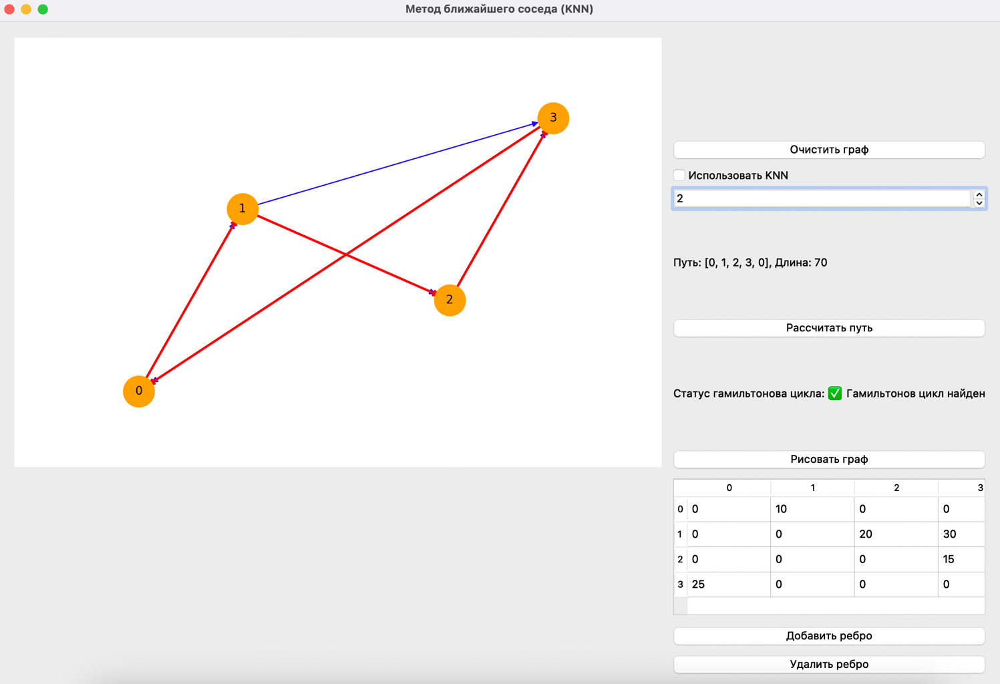 Метод ближайшего соседа (KNN)
3
1
2
0
Очистить граф
Использовать KNN
2
Путь: [0, 1, 2, 3, 0], Длина: 70
Рассчитать путь
Статус гамильтонова цикла: ✅ Гамильтонов цикл найден
Рисовать граф
0 1 2 3
0 0 10 0 0
1 0 0 20 30
2 0 0 0 15
3 25 0 0 0
Добавить ребро
Удалить ребро